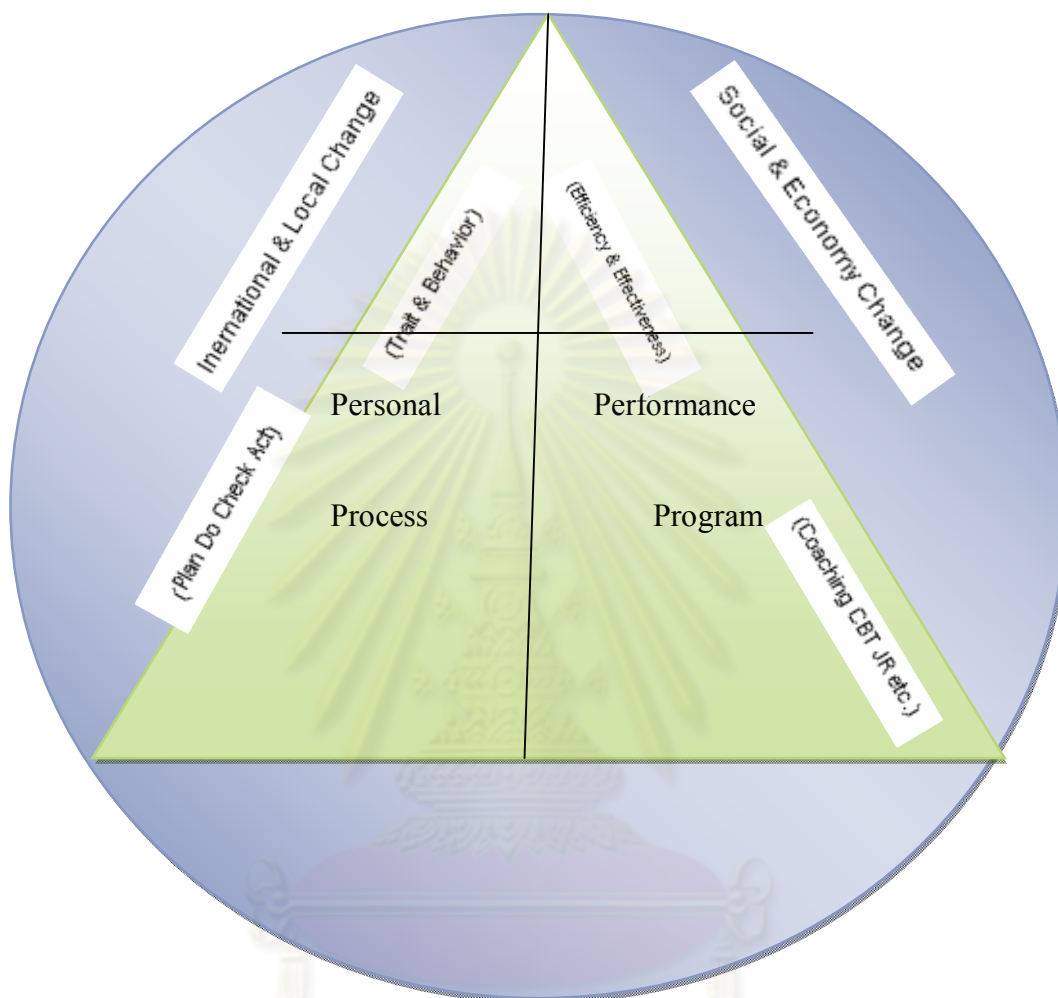 Inernational & Local Change
Social & Economy Change
(Trait & Behavior)
(Efficiency & Effectiveness)
Personal
Performance
(Plan Do Check Act)
Process
Program
(Coaching CBT JR etc.)